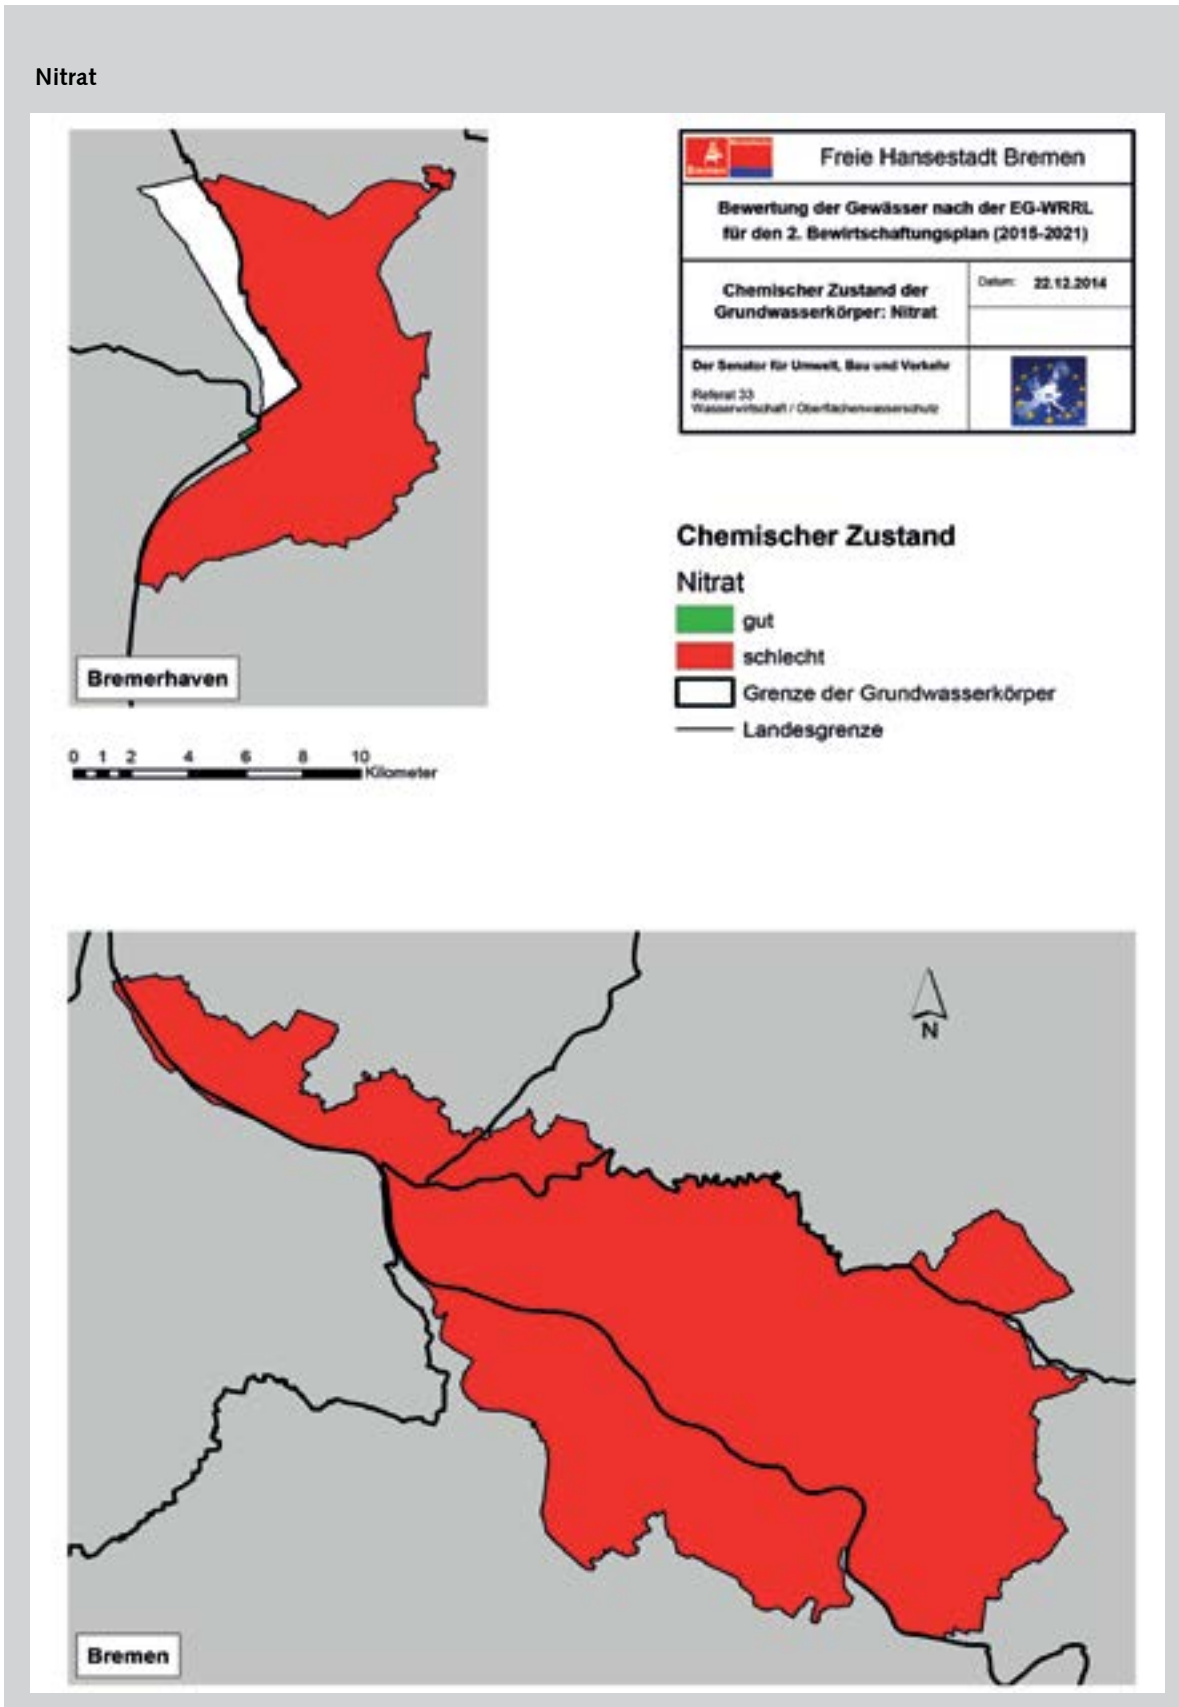 Nitrat
Freie Hansestadt Bremen
Bewertung der Gewässer nach der EG-WRRL
für den 2. Bewirtschaftungsplan (2015-2021)
Chemischer Zustand der
Grundwasserkörper: Nitrat
Datum: 22.12.2014
Der Senator für Umwelt, Bau und Verkehr
Referat 33
Wasserwirtschaft / Oberflächenwasserschutz
Chemischer Zustand
Nitrat
gut
schlecht
Grenze der Grundwasserkörper
Landesgrenze
Bremerhaven
0 1 2 4 6 8 10
Kilometer
N
Bremen